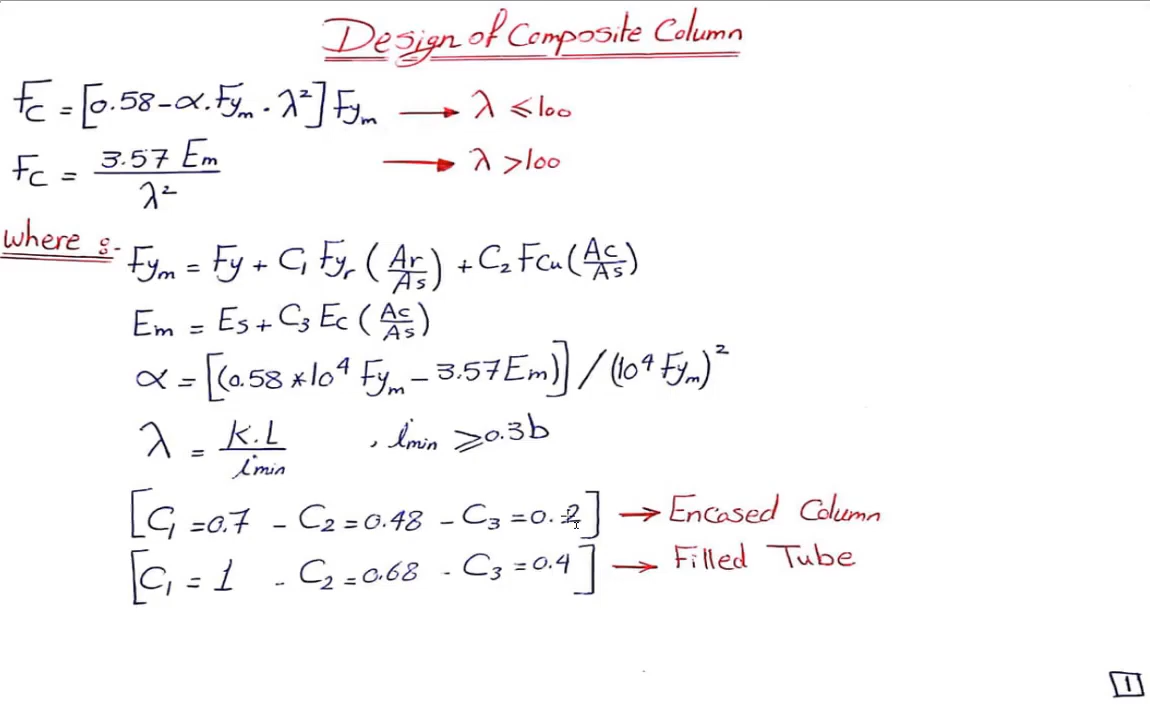 Design of Composite Column
Fc = [0.58 - α.Fym . λ²] Fym → λ ≤ 100
Fc = 3.57 Em / λ² → λ > 100
where :- Fym = Fy + C1 Fyr (Ar/As) + C2 Fcu (Ac/As)
Em = Es + C3 Ec (Ac/As)
α = [(0.58 * 10⁴ Fym - 3.57 Em)] / (10⁴ Fym)²
λ = K.L / imin , imin ≥ 0.3b
[C1 = 0.7 - C2 = 0.48 - C3 = 0.2] → Encased Column
[C1 = 1 - C2 = 0.68 - C3 = 0.4] → Filled Tube
1